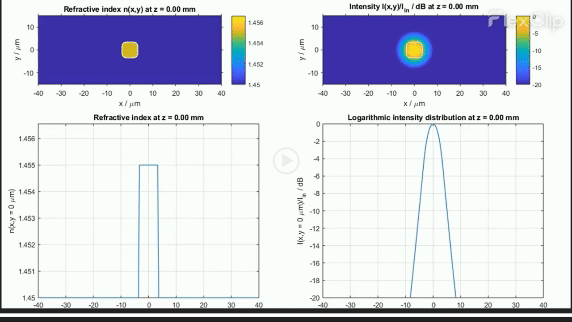 Refractive index n(x,y) at z = 0.00 mm
1.456
1.454
1.452
1.45
10
0
-10
y / μm
-40 -30 -20 -10 0 10 20 30 40
x / μm
Intensity I(x,y)/I_in / dB at z = 0.00 mm
FlexClip
0
-5
-10
-15
-20
10
0
-10
y / μm
-40 -30 -20 -10 0 10 20 30 40
x / μm
Refractive index at z = 0.00 mm
1.456
1.455
1.454
1.453
1.452
1.451
1.45
n(x,y = 0 μm)
-40 -30 -20 -10 0 10 20 30 40
Logarithmic intensity distribution at z = 0.00 mm
0
-2
-4
-6
-8
-10
-12
-14
-16
-18
-20
I(x,y = 0 μm)/I_in / dB
-40 -30 -20 -10 0 10 20 30 40